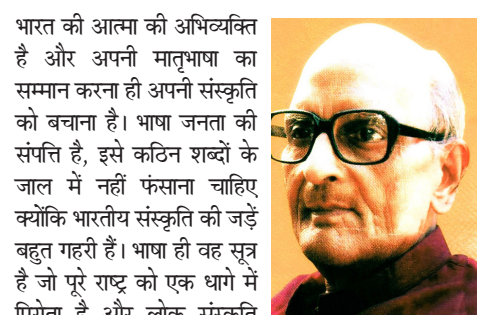 भारत की आत्मा की अभिव्यक्ति
है और अपनी मातृभाषा का
सम्मान करना ही अपनी संस्कृति
को बचाना है। भाषा जनता की
संपत्ति है, इसे कठिन शब्दों के
जाल में नहीं फंसाना चाहिए
क्योंकि भारतीय संस्कृति की जड़ें
बहुत गहरी हैं। भाषा ही वह सूत्र
है जो पूरे राष्ट्र को एक धागे में
पिरोता है और लोक संस्कृति